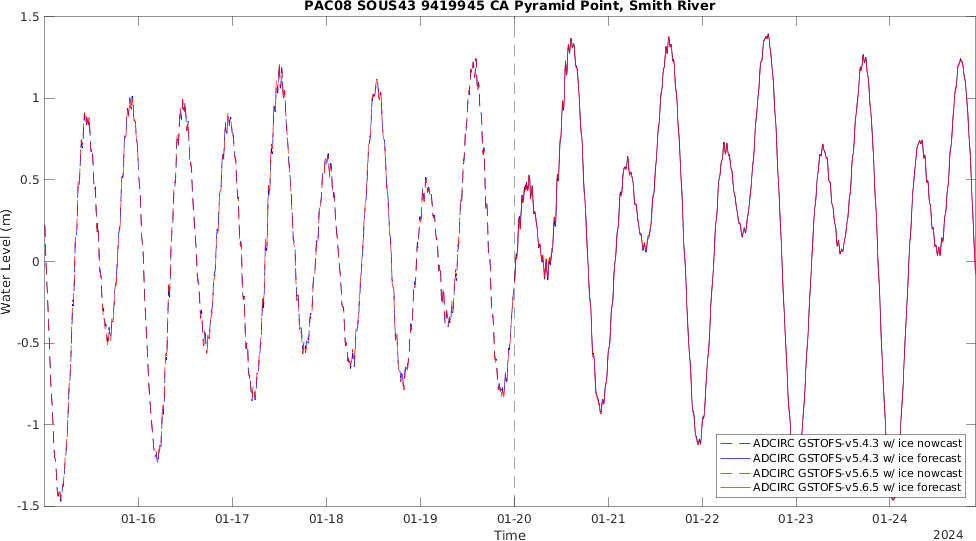 PAC08 SOUS43 9419945 CA Pyramid Point, Smith River
1.5
1
0.5
0
-0.5
-1
-1.5
Water Level (m)
01-16 01-17 01-18 01-19 01-20 01-21 01-22 01-23 01-24
Time
2024
ADCIRC GSTOFS-v5.4.3 w/ ice nowcast
ADCIRC GSTOFS-v5.4.3 w/ ice forecast
ADCIRC GSTOFS-v5.6.5 w/ ice nowcast
ADCIRC GSTOFS-v5.6.5 w/ ice forecast